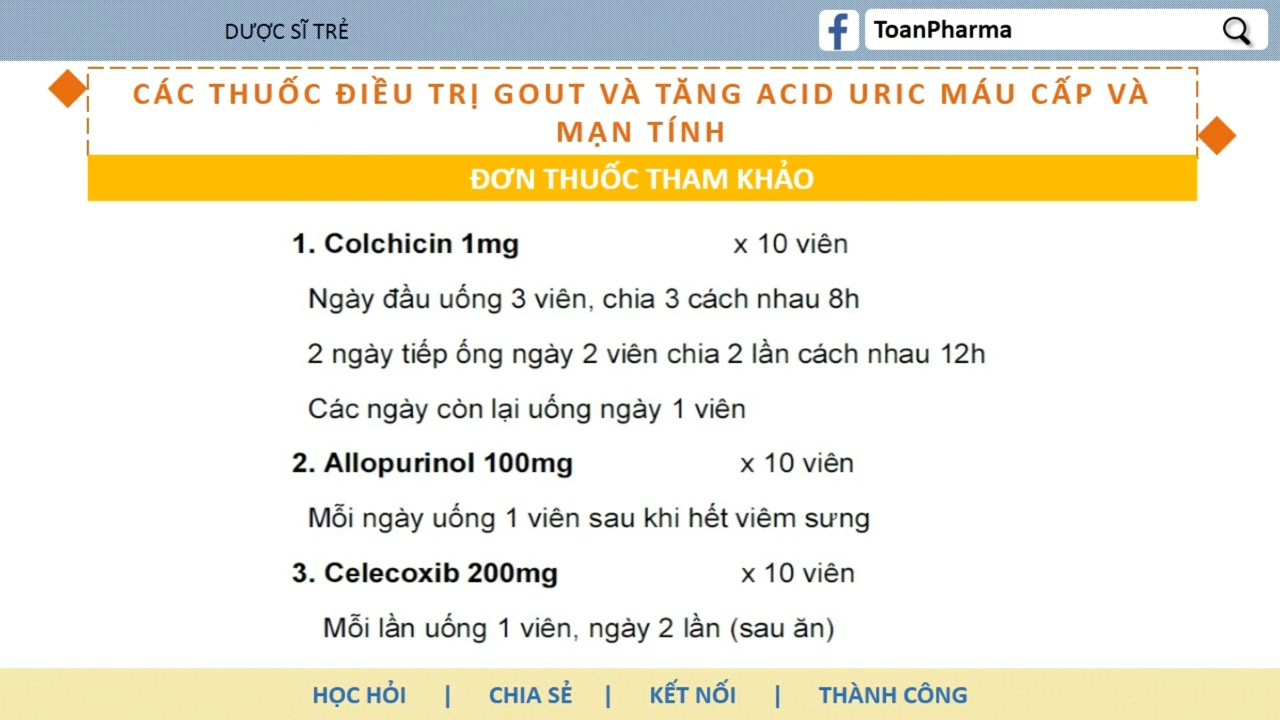 DƯỢC SĨ TRẺ
ToanPharma
CÁC THUỐC ĐIỀU TRỊ GOUT VÀ TĂNG ACID URIC MÁU CẤP VÀ
MẠN TÍNH
ĐƠN THUỐC THAM KHẢO
1. Colchicin 1mg x 10 viên
Ngày đầu uống 3 viên, chia 3 cách nhau 8h
2 ngày tiếp ống ngày 2 viên chia 2 lần cách nhau 12h
Các ngày còn lại uống ngày 1 viên
2. Allopurinol 100mg x 10 viên
Mỗi ngày uống 1 viên sau khi hết viêm sưng
3. Celecoxib 200mg x 10 viên
Mỗi lần uống 1 viên, ngày 2 lần (sau ăn)
HỌC HỎI | CHIA SẺ | KẾT NỐI | THÀNH CÔNG